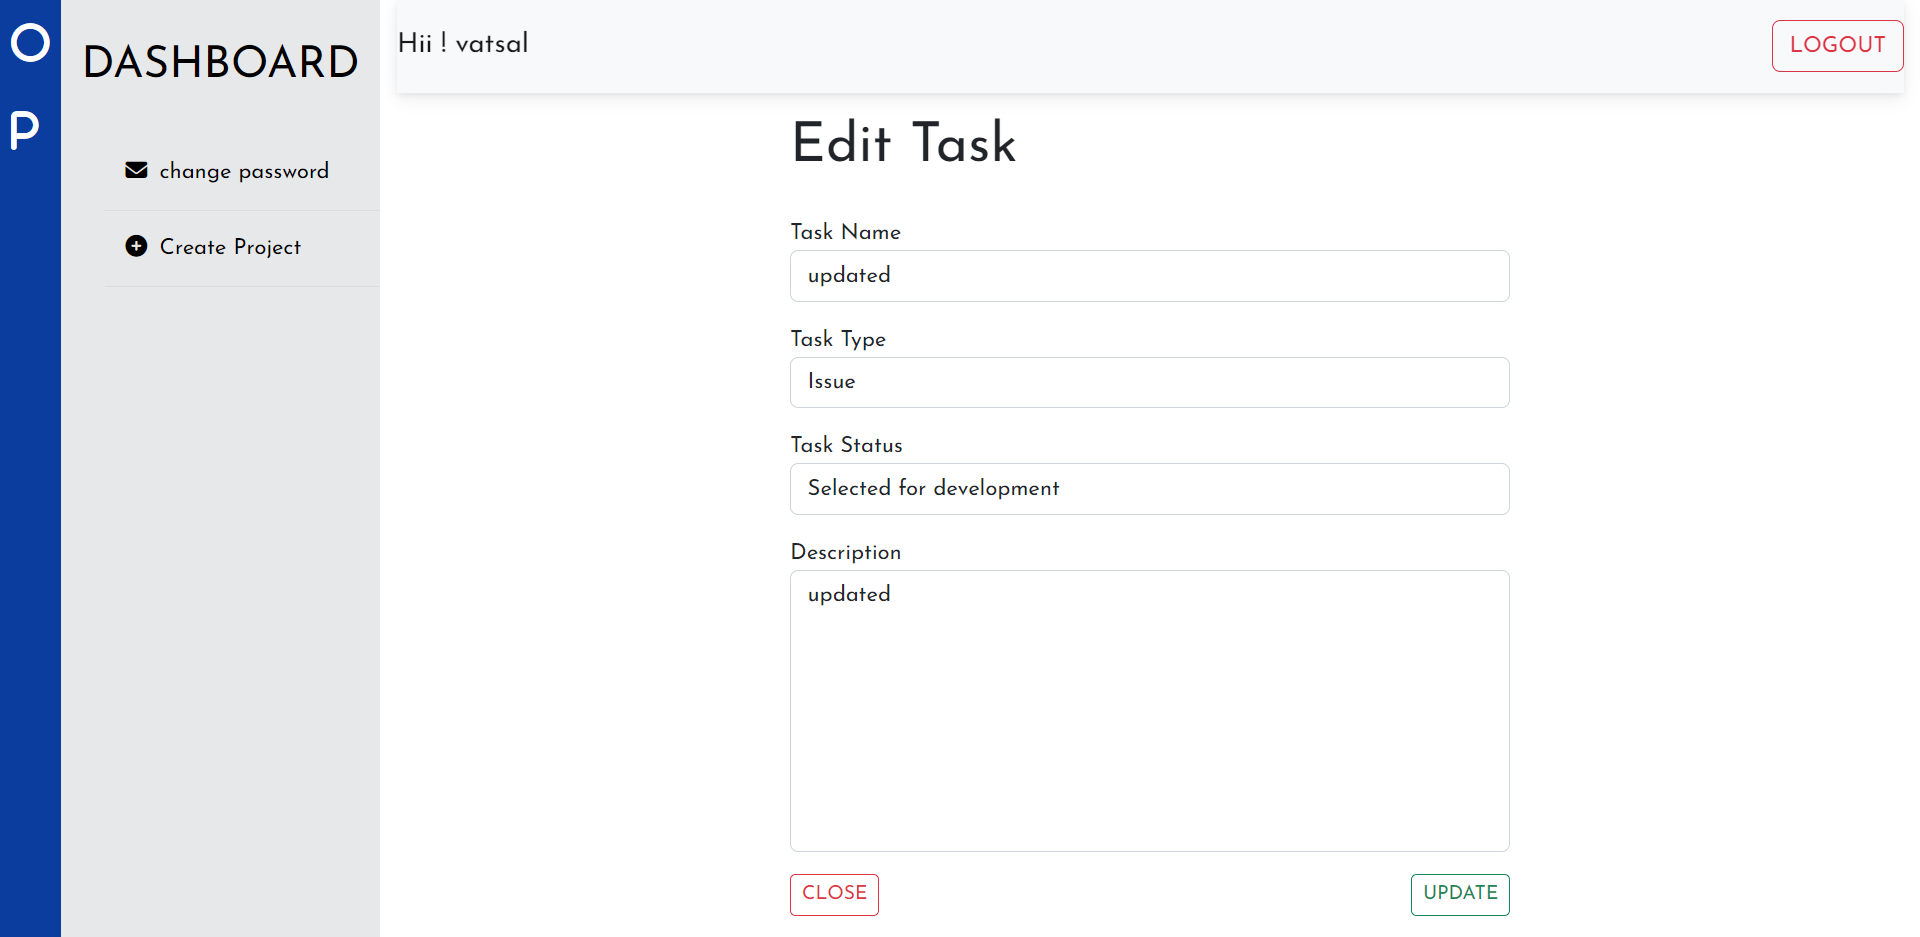 O
P
DASHBOARD
change password
Create Project
Hii ! vatsal
LOGOUT
Edit Task
Task Name
updated
Task Type
Issue
Task Status
Selected for development
Description
updated
CLOSE
UPDATE